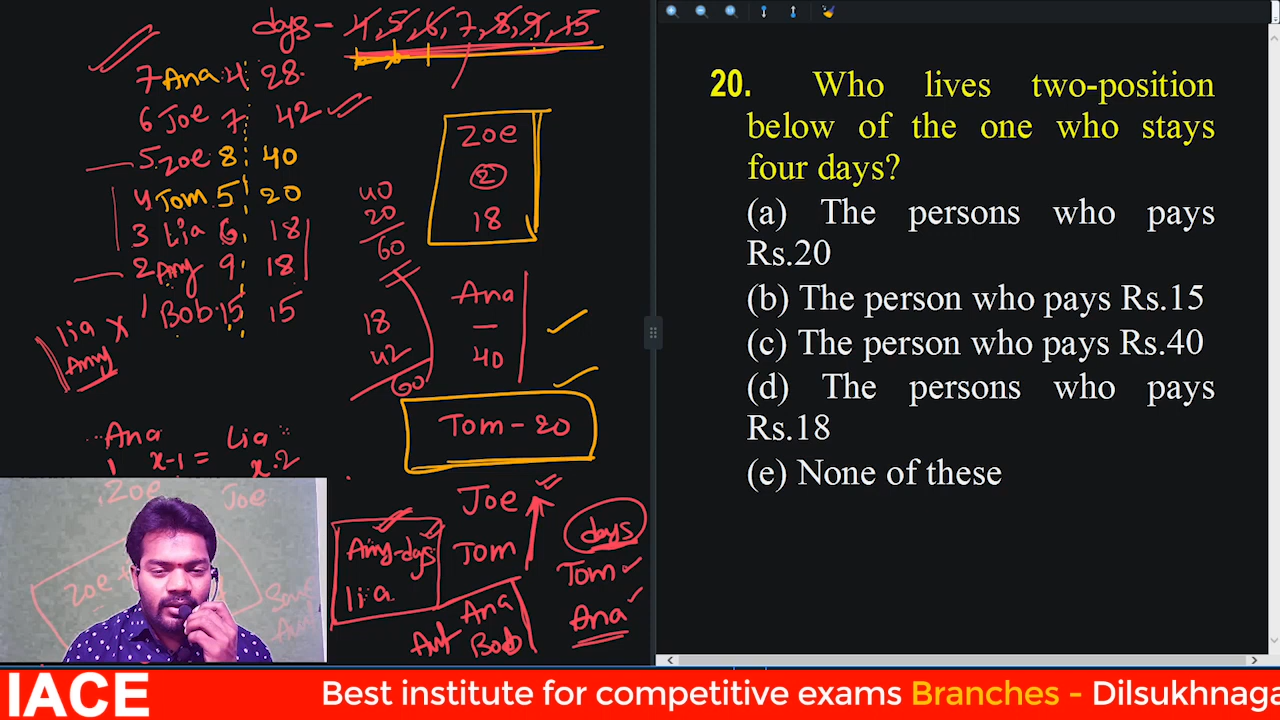 days - 4, 5, 6, 7, 8, 9, 15
7 Ana 4 28
6 Joe 7 42
5 Zoe 8 40
4 Tom 5 20
3 Lia 6 18
2 Amy 9 18
1 Bob 15 15
lia x
Amy
40
20
60
18
42
60
Zoe
2
18
Ana
40
Tom - 20
Ana Lia
1 x-1 = x.2
Zoe Joe
Zoe
Amy-days
lia
Joe
Tom
Ana
Bob
days
Tom
Ana
20. Who lives two-position
below of the one who stays
four days?
(a) The persons who pays
Rs.20
(b) The person who pays Rs.15
(c) The person who pays Rs.40
(d) The persons who pays
Rs.18
(e) None of these
IACE
Best institute for competitive exams Branches - Dilsukhnaga